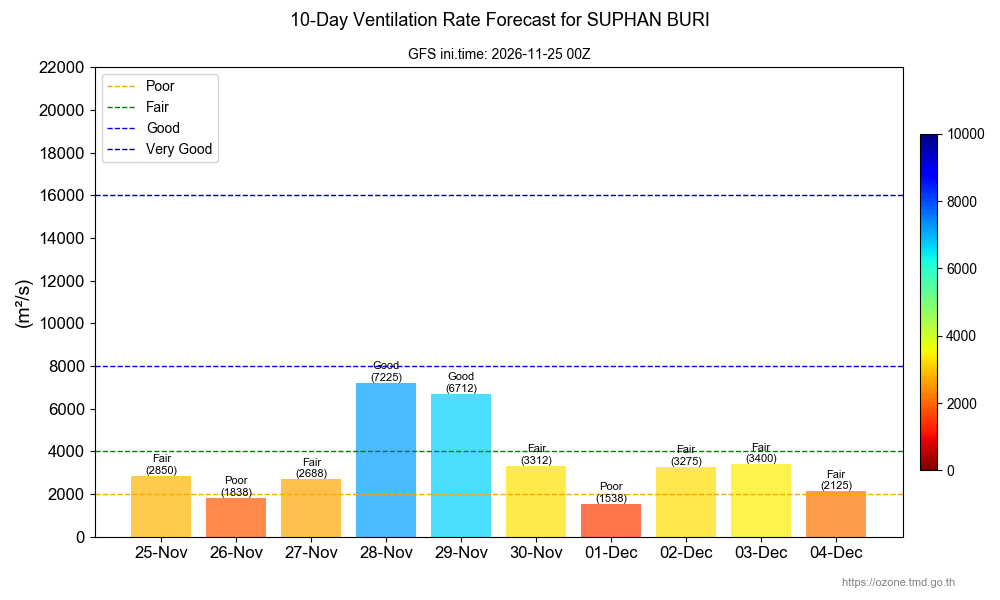 10-Day Ventilation Rate Forecast for SUPHAN BURI
GFS ini.time: 2026-11-25 00Z
(m²/s)
22000
20000
18000
16000
14000
12000
10000
8000
6000
4000
2000
0
Poor
Fair
Good
Very Good
Fair
(2850)
Poor
(1838)
Fair
(2688)
Good
(7225)
Good
(6712)
Fair
(3312)
Poor
(1538)
Fair
(3275)
Fair
(3400)
Fair
(2125)
25-Nov 26-Nov 27-Nov 28-Nov 29-Nov 30-Nov 01-Dec 02-Dec 03-Dec 04-Dec
10000
8000
6000
4000
2000
0
https://ozone.tmd.go.th